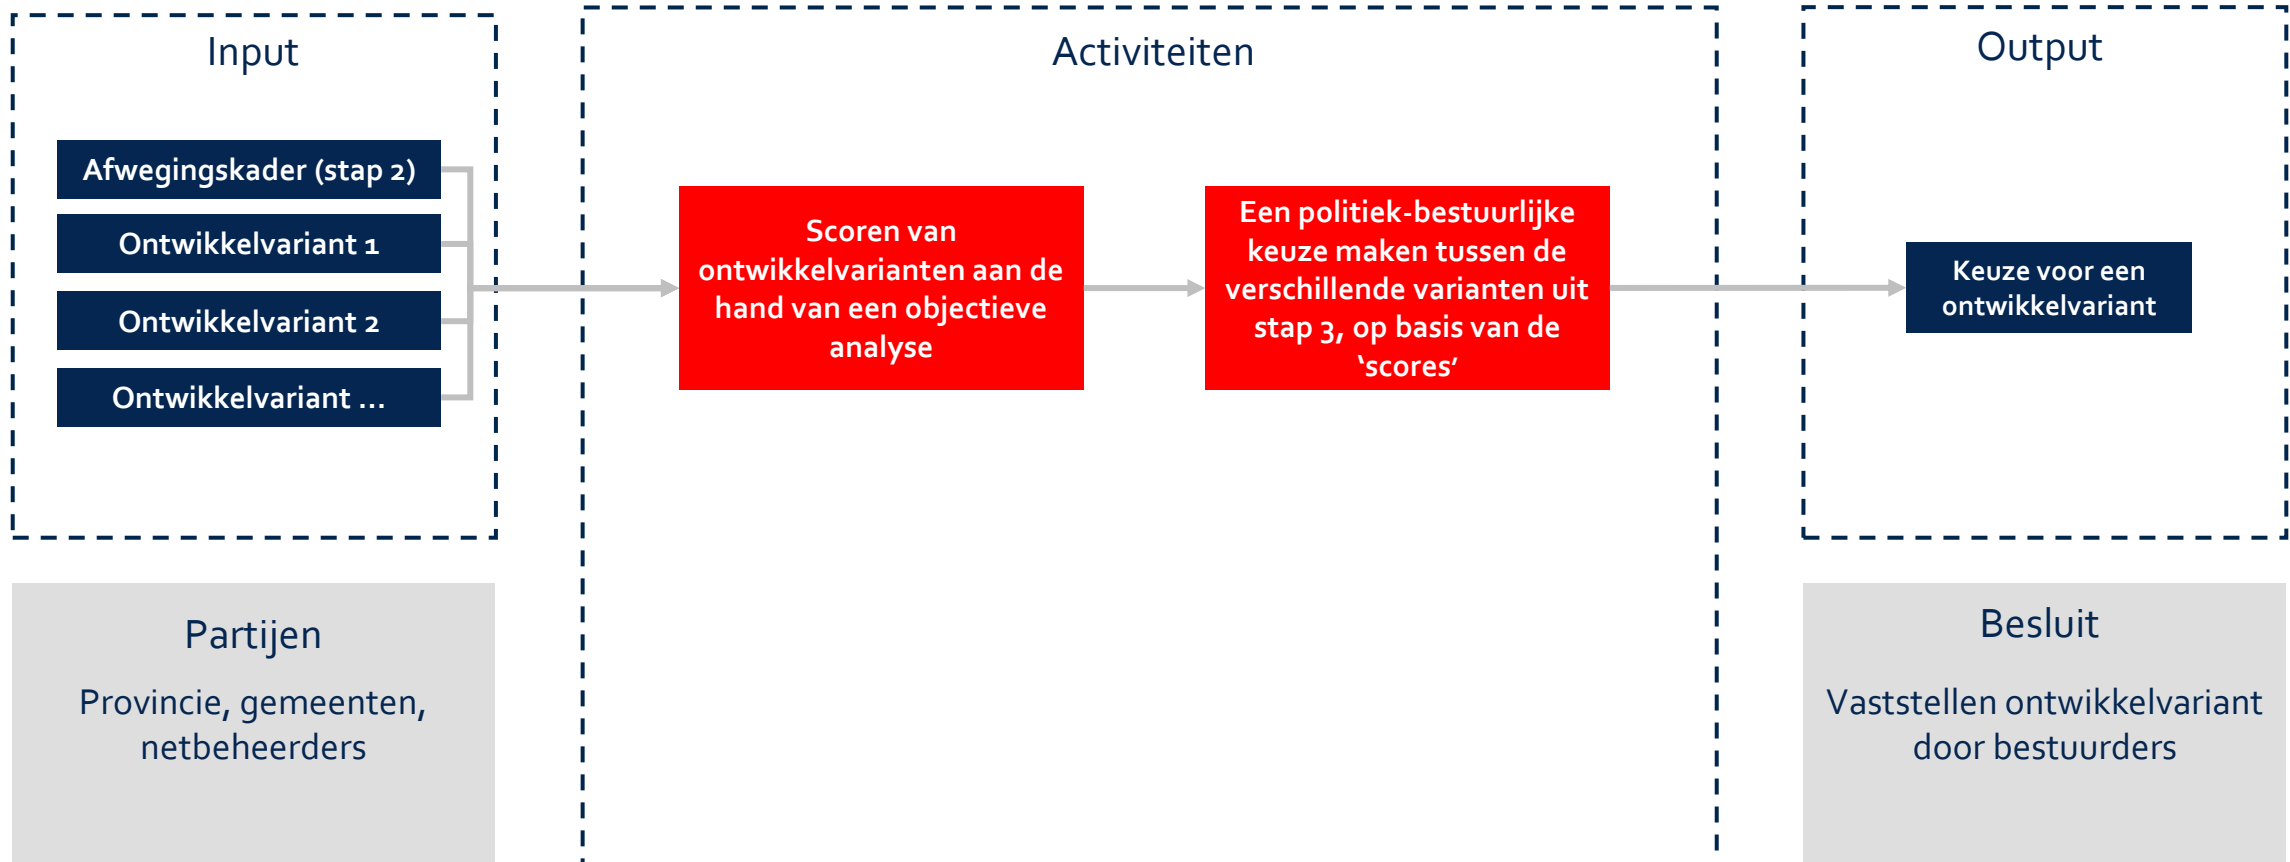 Input
Afwegingskader (stap 2)
Ontwikkelvariant 1
Ontwikkelvariant 2
Ontwikkelvariant ...
Partijen
Provincie, gemeenten,
netbeheerders
Activiteiten
Scoren van
ontwikkelvarianten aan de
hand van een objectieve
analyse
Een politiek-bestuurlijke
keuze maken tussen de
verschillende varianten uit
stap 3, op basis van de
‘scores’
Output
Keuze voor een
ontwikkelvariant
Besluit
Vaststellen ontwikkelvariant
door bestuurders